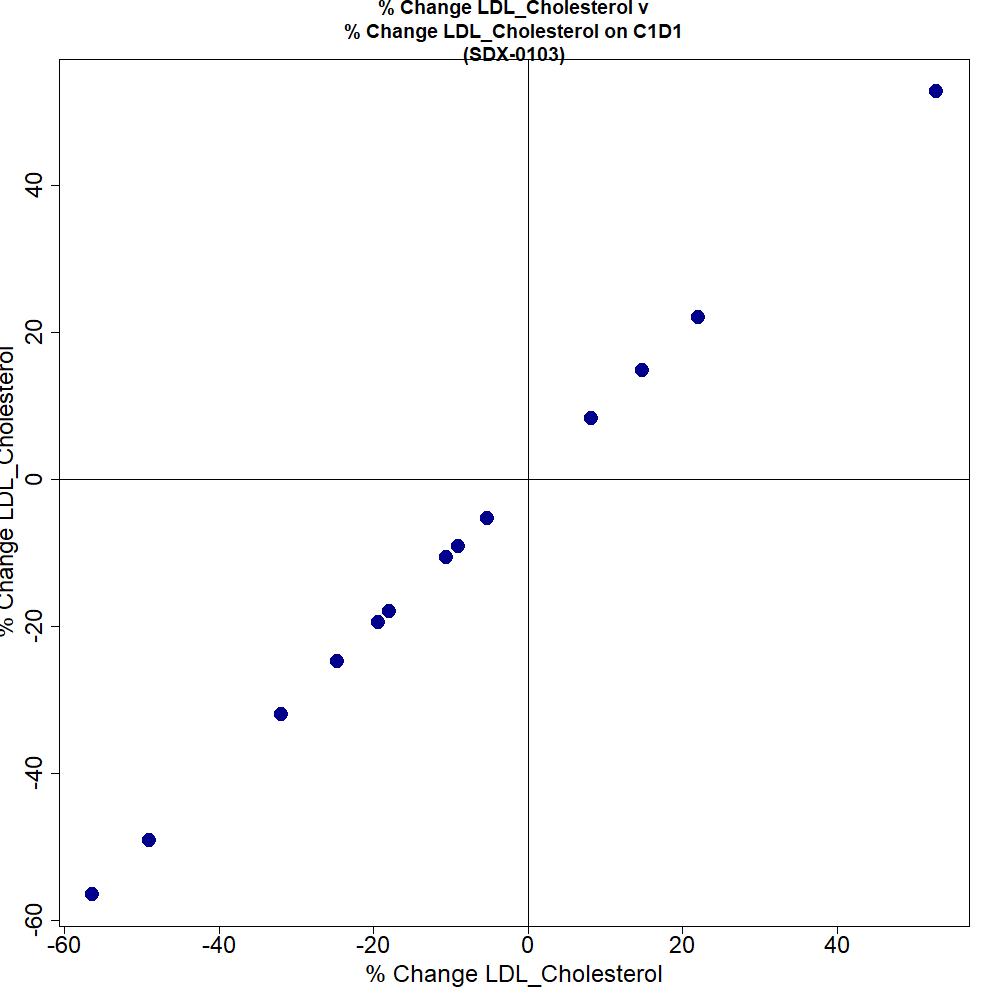 % Change LDL_Cholesterol v
% Change LDL_Cholesterol on C1D1
(SDX-0103)
% Change LDL_Cholesterol
40
20
0
-20
-40
-60
-60 -40 -20 0 20 40
% Change LDL_Cholesterol